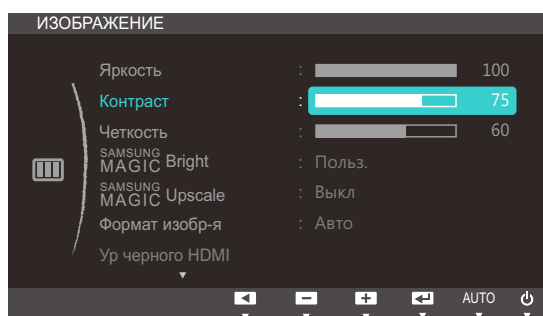 ИЗОБРАЖЕНИЕ
Яркость : 100
Контраст : 75
Четкость : 60
SAMSUNG MAGIC Bright : Польз.
SAMSUNG MAGIC Upscale : Выкл
Формат изобр-я : Авто
Ур черного HDMI
AUTO